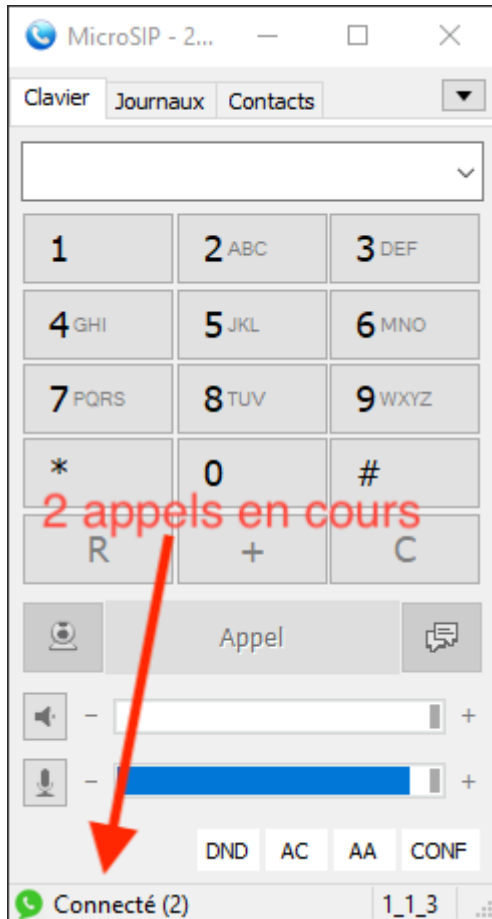 MicroSIP - 2...
Clavier Journaux Contacts
1 2 ABC 3 DEF
4 GHI 5 JKL 6 MNO
7 PQRS 8 TUV 9 WXYZ
* 0 #
2 appels en cours
R + C
Appel
- +
- +
DND AC AA CONF
Connecté (2) 1_1_3